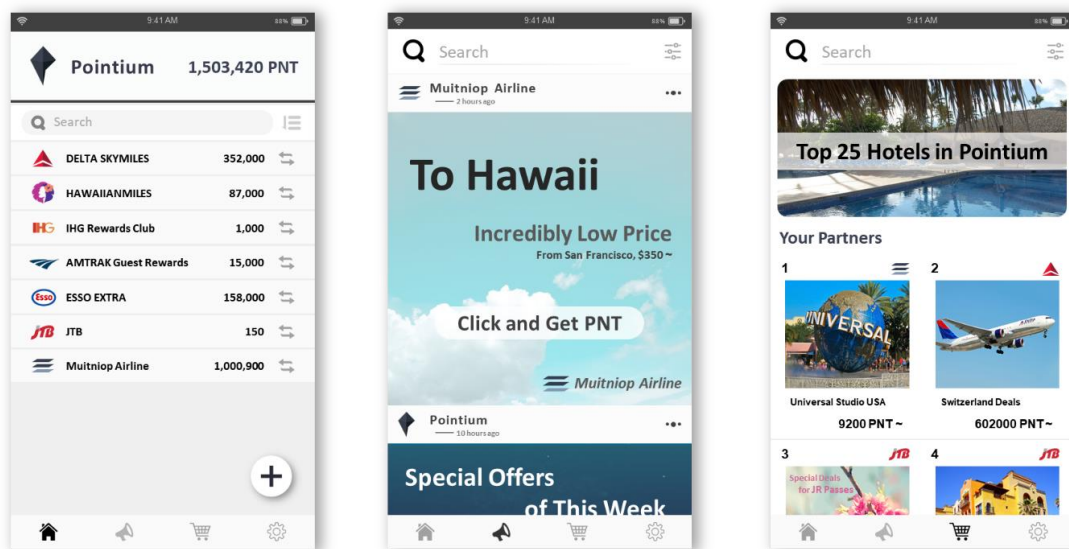 9:41 AM
88%
Pointium 1,503,420 PNT
Search
DELTA SKYMILES 352,000
HAWAIIANMILES 87,000
IHG IHG Rewards Club 1,000
AMTRAK Guest Rewards 15,000
Esso ESSO EXTRA 158,000
JTB JTB 150
Muitniop Airline 1,000,900
9:41 AM
88%
Search
Muitniop Airline
2 hours ago
To Hawaii
Incredibly Low Price
From San Francisco, $350 ~
Click and Get PNT
Muitniop Airline
Pointium
10 hours ago
Special Offers
of This Week
9:41 AM
88%
Search
Top 25 Hotels in Pointium
Your Partners
1 2
UNIVERSAL
DELTA
Universal Studio USA Switzerland Deals
9200 PNT ~ 602000 PNT~
3 JTB 4 JTB
Special Deals
for JR Passes